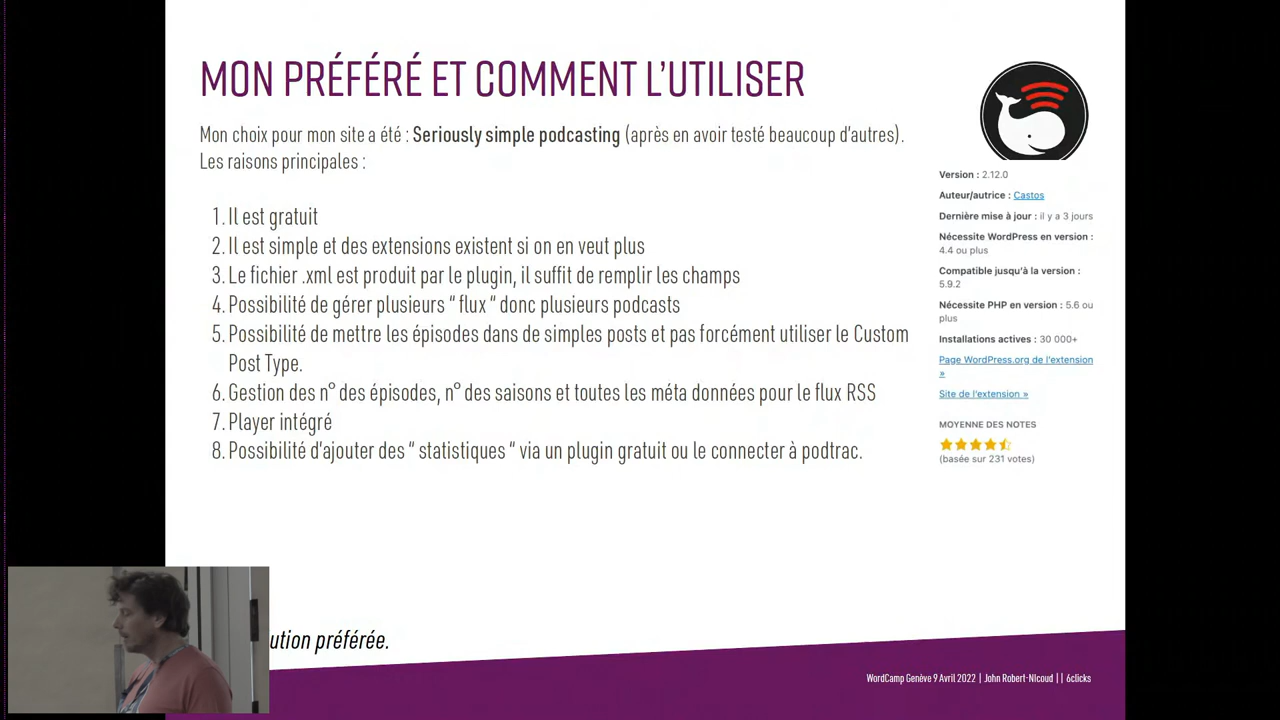 MON PRÉFÉRÉ ET COMMENT L'UTILISER
Mon choix pour mon site a été : Seriously simple podcasting (après en avoir testé beaucoup d'autres).
Les raisons principales :
1. Il est gratuit
2. Il est simple et des extensions existent si on en veut plus
3. Le fichier .xml est produit par le plugin, il suffit de remplir les champs
4. Possibilité de gérer plusieurs “ flux “ donc plusieurs podcasts
5. Possibilité de mettre les épisodes dans de simples posts et pas forcément utiliser le Custom
Post Type.
6. Gestion des n° des épisodes, n° des saisons et toutes les méta données pour le flux RSS
7. Player intégré
8. Possibilité d'ajouter des “ statistiques “ via un plugin gratuit ou le connecter à podtrac.
Version : 2.12.0
Auteur/autrice : Castos
Dernière mise à jour : il y a 3 jours
Nécessite WordPress en version :
4.4 ou plus
Compatible jusqu'à la version :
5.9.2
Nécessite PHP en version : 5.6 ou
plus
Installations actives : 30 000+
Page WordPress.org de l'extension
»
Site de l'extension »
MOYENNE DES NOTES
(basée sur 231 votes)
ution préférée.
WordCamp Genève 9 Avril 2022 | John Robert-NIcoud || 6clicks